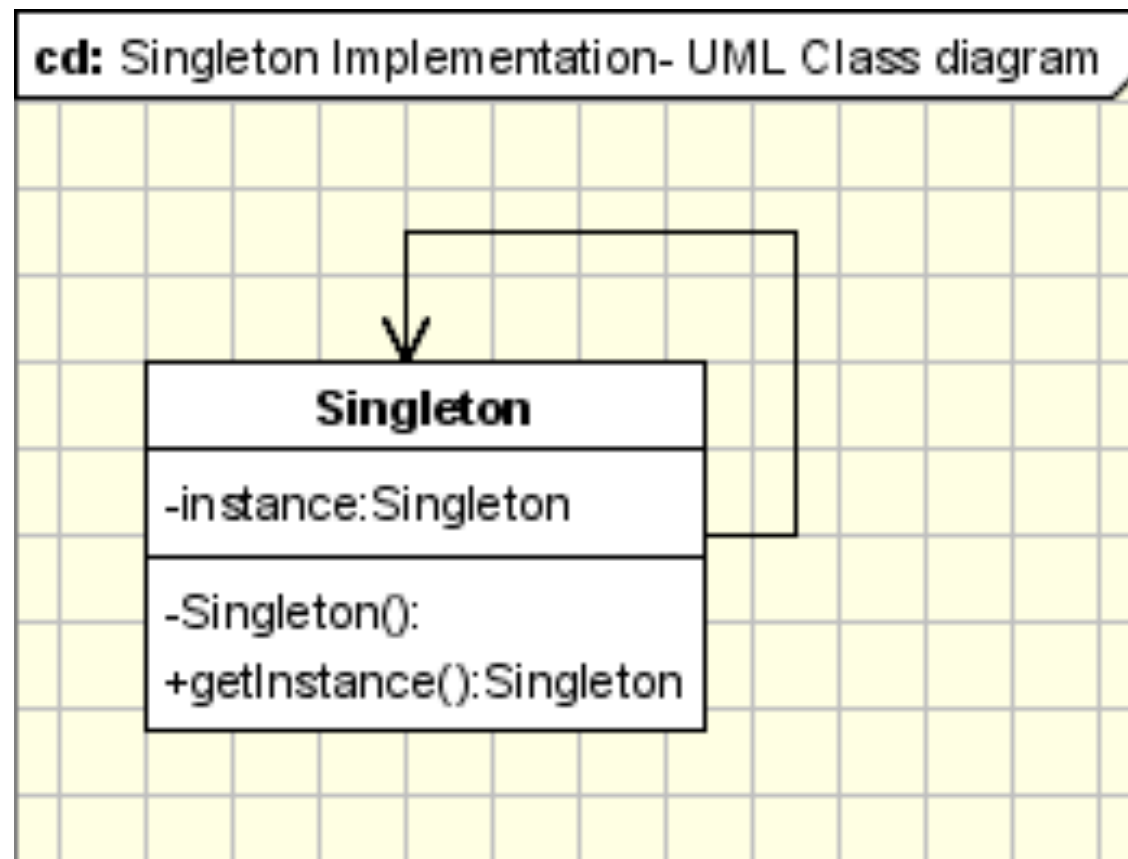 cd: Singleton Implementation- UML Class diagram
Singleton
-instance:Singleton
-Singleton():
+getInstance():Singleton